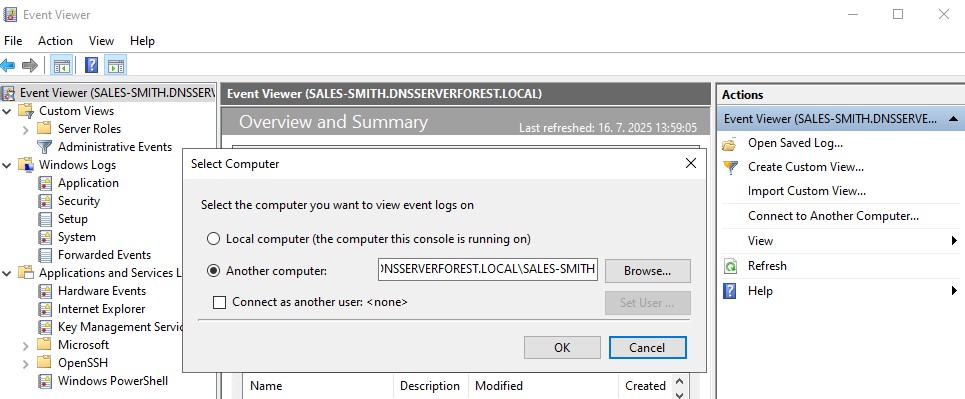 Event Viewer
File Action View Help
Event Viewer (SALES-SMITH.DNSSERV
Custom Views
Server Roles
Administrative Events
Windows Logs
Application
Security
Setup
System
Forwarded Events
Applications and Services L
Hardware Events
Internet Explorer
Key Management Servic
Microsoft
OpenSSH
Windows PowerShell
Event Viewer (SALES-SMITH.DNSSERVERFOREST.LOCAL)
Overview and Summary
Last refreshed: 16. 7. 2025 13:59:05
Select Computer
Select the computer you want to view event logs on
Local computer (the computer this console is running on)
Another computer: NSSERVERFOREST.LOCAL\SALES-SMITH Browse...
Connect as another user: <none> Set User ...
OK Cancel
Name Description Modified Created
Actions
Event Viewer (SALES-SMITH.DNSSERVE...
Open Saved Log...
Create Custom View...
Import Custom View...
Connect to Another Computer...
View
Refresh
Help